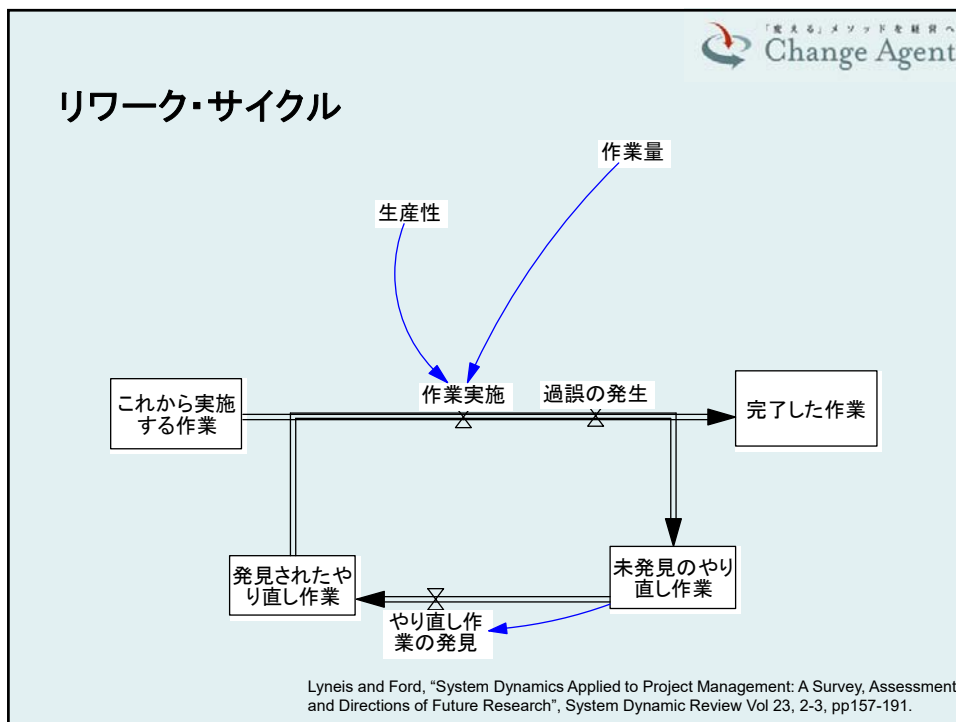 「変える」メソッドを経営へ
Change Agent
リワーク・サイクル
作業量
生産性
作業実施
過誤の発生
これから実施
する作業
完了した作業
発見されたや
り直し作業
未発見のやり
直し作業
やり直し作
業の発見
Lyneis and Ford, “System Dynamics Applied to Project Management: A Survey, Assessment
and Directions of Future Research”, System Dynamic Review Vol 23, 2-3, pp157-191.